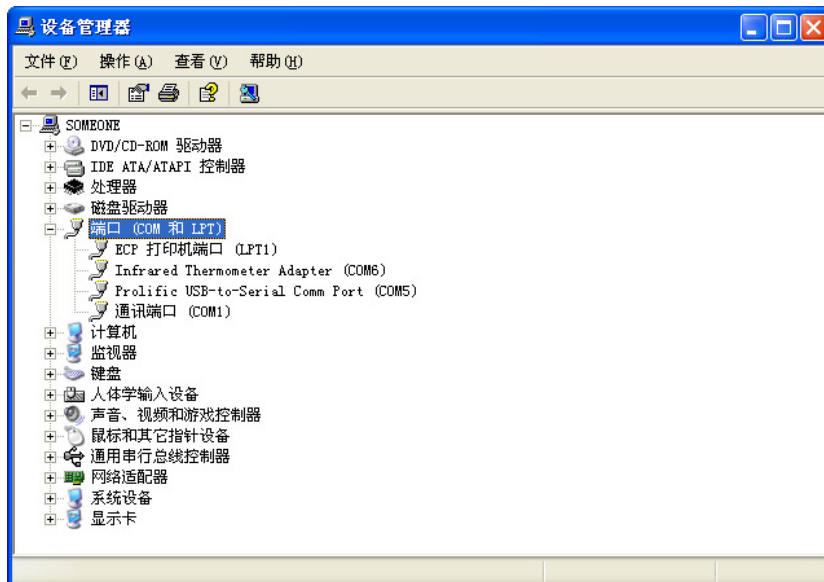 设备管理器
文件(F) 操作(A) 查看(V) 帮助(H)
SOMEONE
DVD/CD-ROM 驱动器
IDE ATA/ATAPI 控制器
处理器
磁盘驱动器
端口 (COM 和 LPT)
ECP 打印机端口 (LPT1)
Infrared Thermometer Adapter (COM6)
Prolific USB-to-Serial Comm Port (COM5)
通讯端口 (COM1)
计算机
监视器
键盘
人体学输入设备
声音、视频和游戏控制器
鼠标和其它指针设备
通用串行总线控制器
网络适配器
系统设备
显示卡